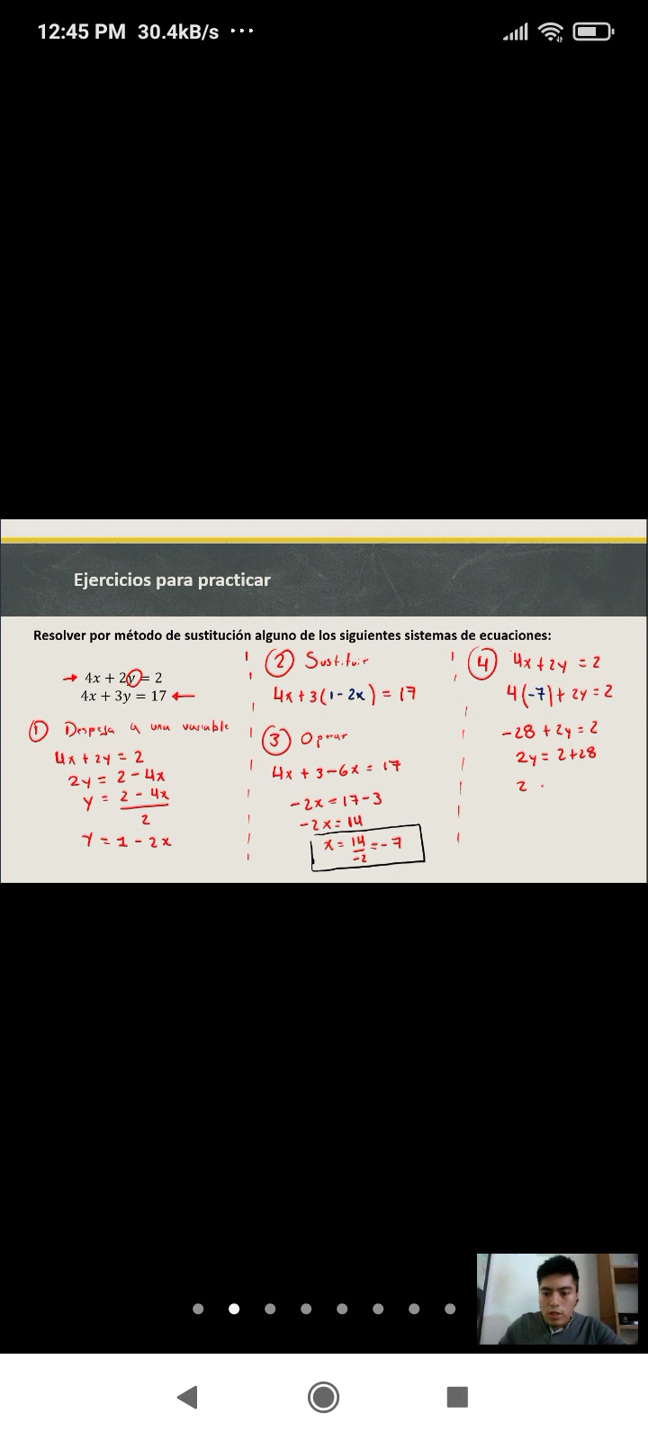 12:45 PM 30.4kB/s ...
Ejercicios para practicar
Resolver por método de sustitución alguno de los siguientes sistemas de ecuaciones:
→ 4x + 2y = 2
4x + 3y = 17 ←
① Despeja a una variable
4x + 2y = 2
2y = 2 - 4x
y = 2 - 4x
2
y = 1 - 2x
② Sustituir
4x + 3(1 - 2x) = 17
③ Operar
4x + 3 - 6x = 17
-2x = 17 - 3
-2x = 14
x = 14/-2 = -7
④ 4x + 2y = 2
4(-7) + 2y = 2
-28 + 2y = 2
2y = 2 + 28
2